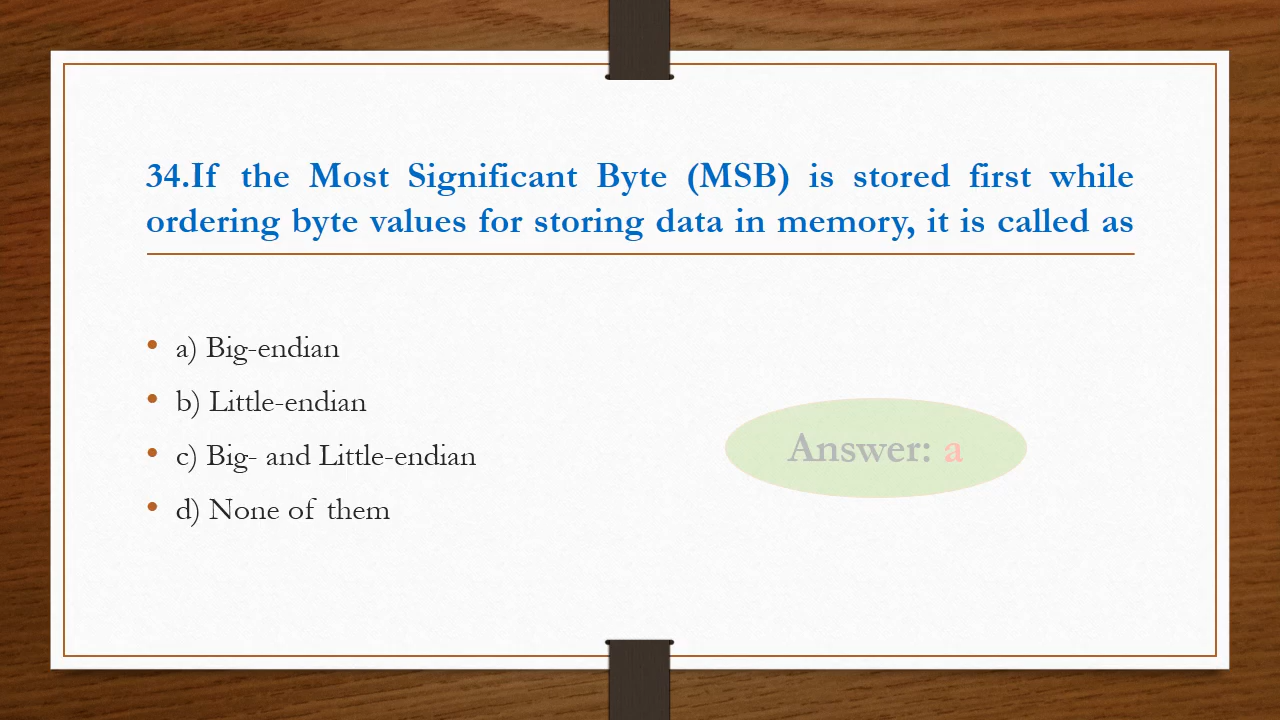 34.If the Most Significant Byte (MSB) is stored first while
ordering byte values for storing data in memory, it is called as
• a) Big-endian
• b) Little-endian
• c) Big- and Little-endian
• d) None of them
Answer: a